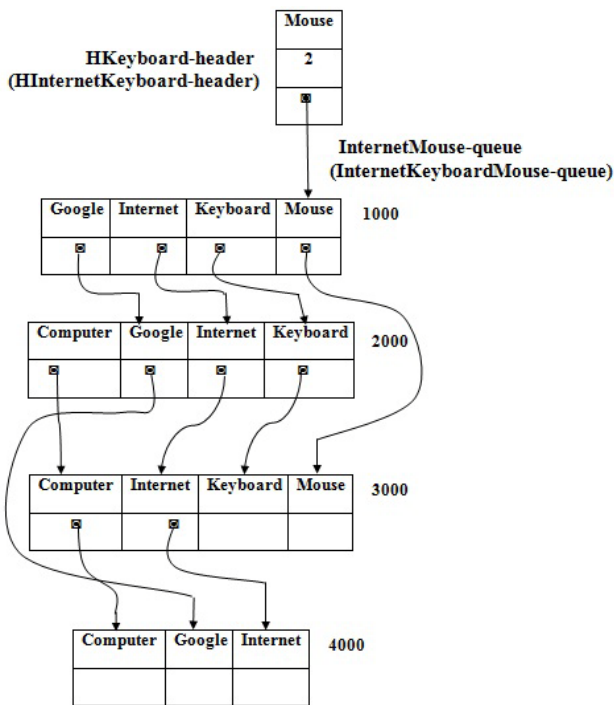 Mouse
HKeyboard-header
(HInternetKeyboard-header)
2
InternetMouse-queue
(InternetKeyboardMouse-queue)
Google Internet Keyboard Mouse 1000
Computer Google Internet Keyboard 2000
Computer Internet Keyboard Mouse 3000
Computer Google Internet 4000